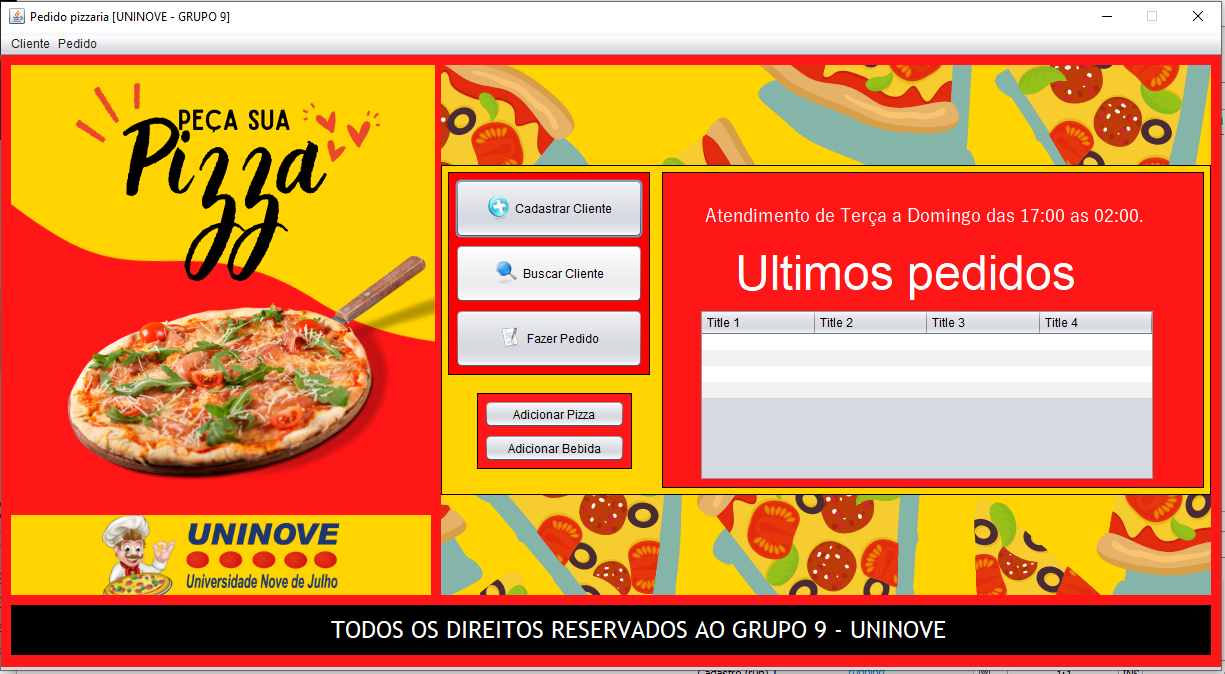 Pedido pizzaria [UNINOVE - GRUPO 9]
Cliente Pedido
PEÇA SUA
Pizza
Cadastrar Cliente
Buscar Cliente
Fazer Pedido
Adicionar Pizza
Adicionar Bebida
Atendimento de Terça a Domingo das 17:00 as 02:00.
Ultimos pedidos
Title 1 Title 2 Title 3 Title 4
UNINOVE
Universidade Nove de Julho
TODOS OS DIREITOS RESERVADOS AO GRUPO 9 - UNINOVE